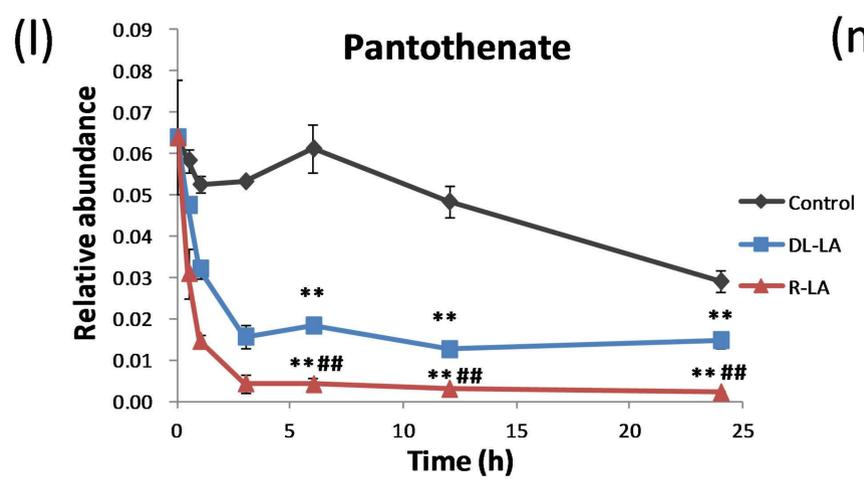 (l)
Pantothenate
(n
Relative abundance
0.09
0.08
0.07
0.06
0.05
0.04
0.03
0.02
0.01
0.00
**
**
**
**##
**##
**##
Control
DL-LA
R-LA
0 5 10 15 20 25
Time (h)